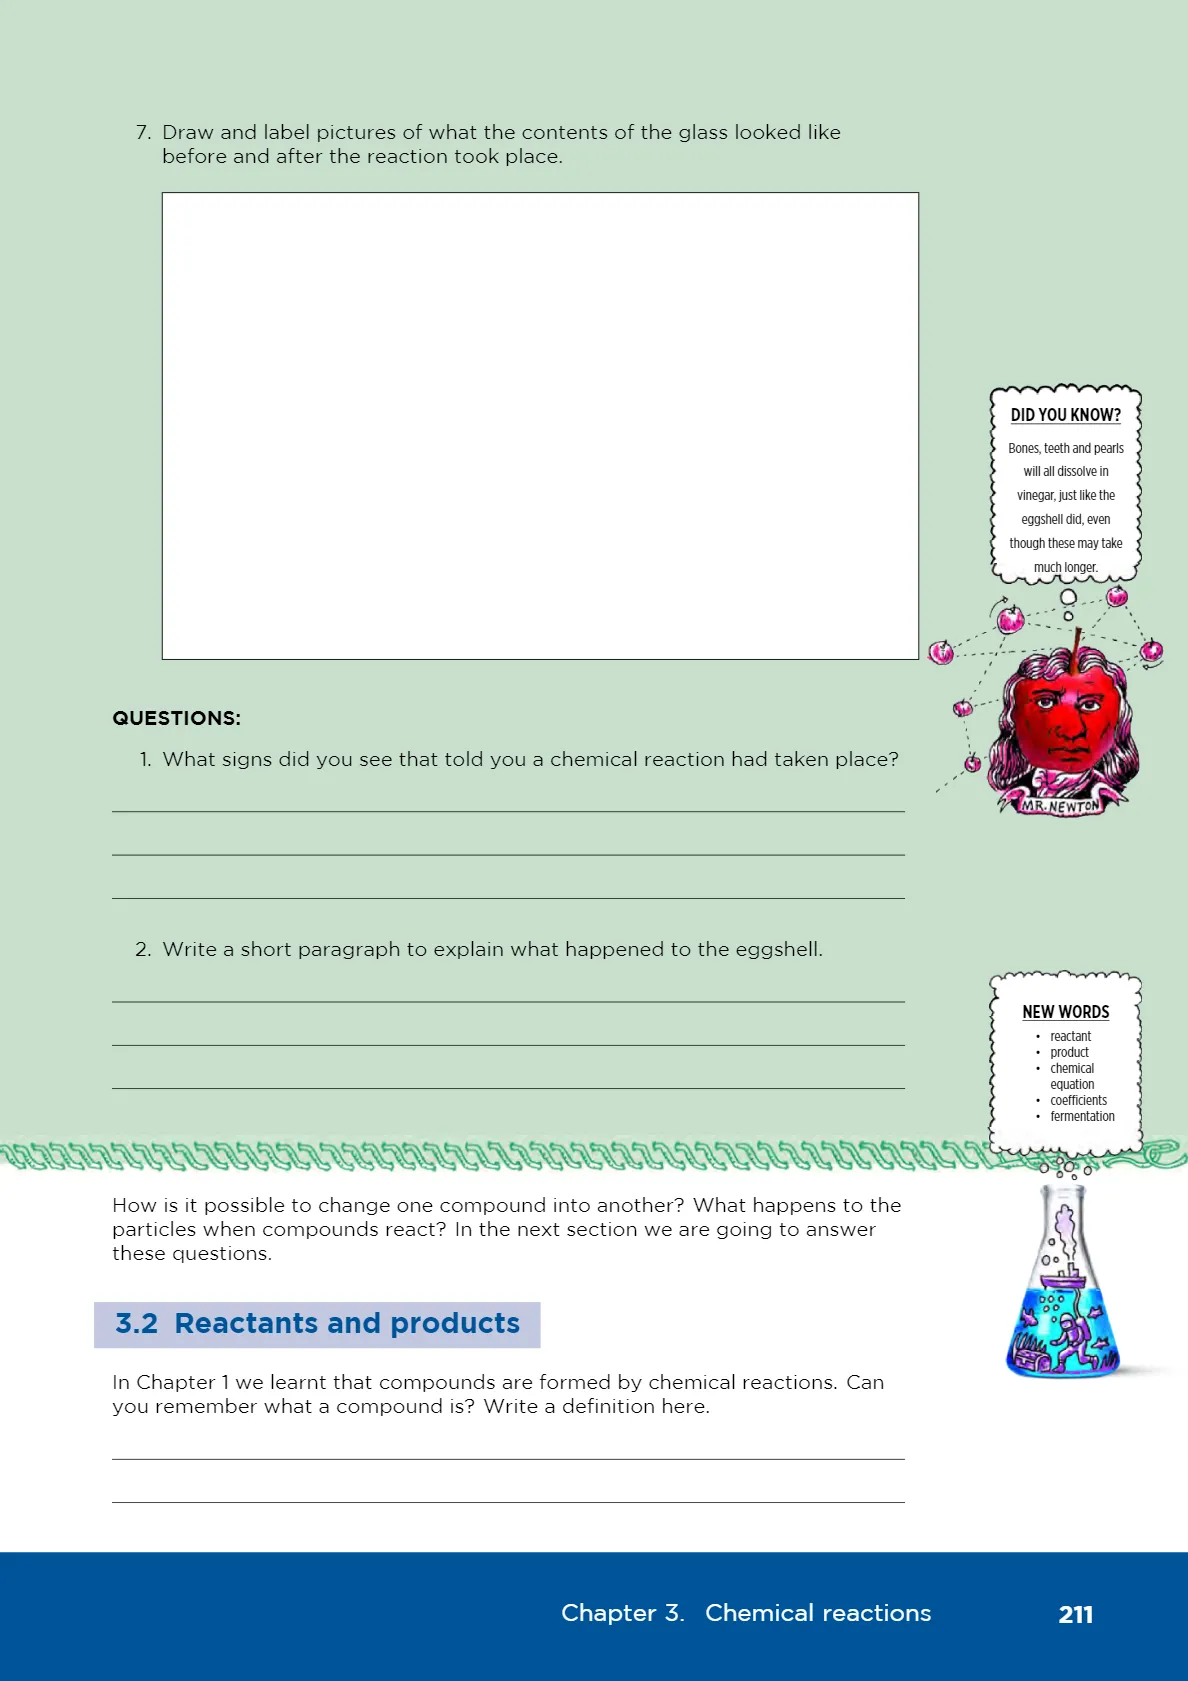 7. Draw and label pictures of what the contents of the glass looked like
before and after the reaction took place.
DID YOU KNOW?
Bones, teeth and pearls
will all dissolve in
vinegar, just like the
eggshell did, even
though these may take
much longer.
MR. NEWTON
QUESTIONS:
1. What signs did you see that told you a chemical reaction had taken place?
2. Write a short paragraph to explain what happened to the eggshell.
NEW WORDS
• reactant
• product
• chemical
equation
• coefficients
• fermentation
How is it possible to change one compound into another? What happens to the
particles when compounds react? In the next section we are going to answer
these questions.
3.2 Reactants and products
In Chapter 1 we learnt that compounds are formed by chemical reactions. Can
you remember what a compound is? Write a definition here.
Chapter 3. Chemical reactions 211